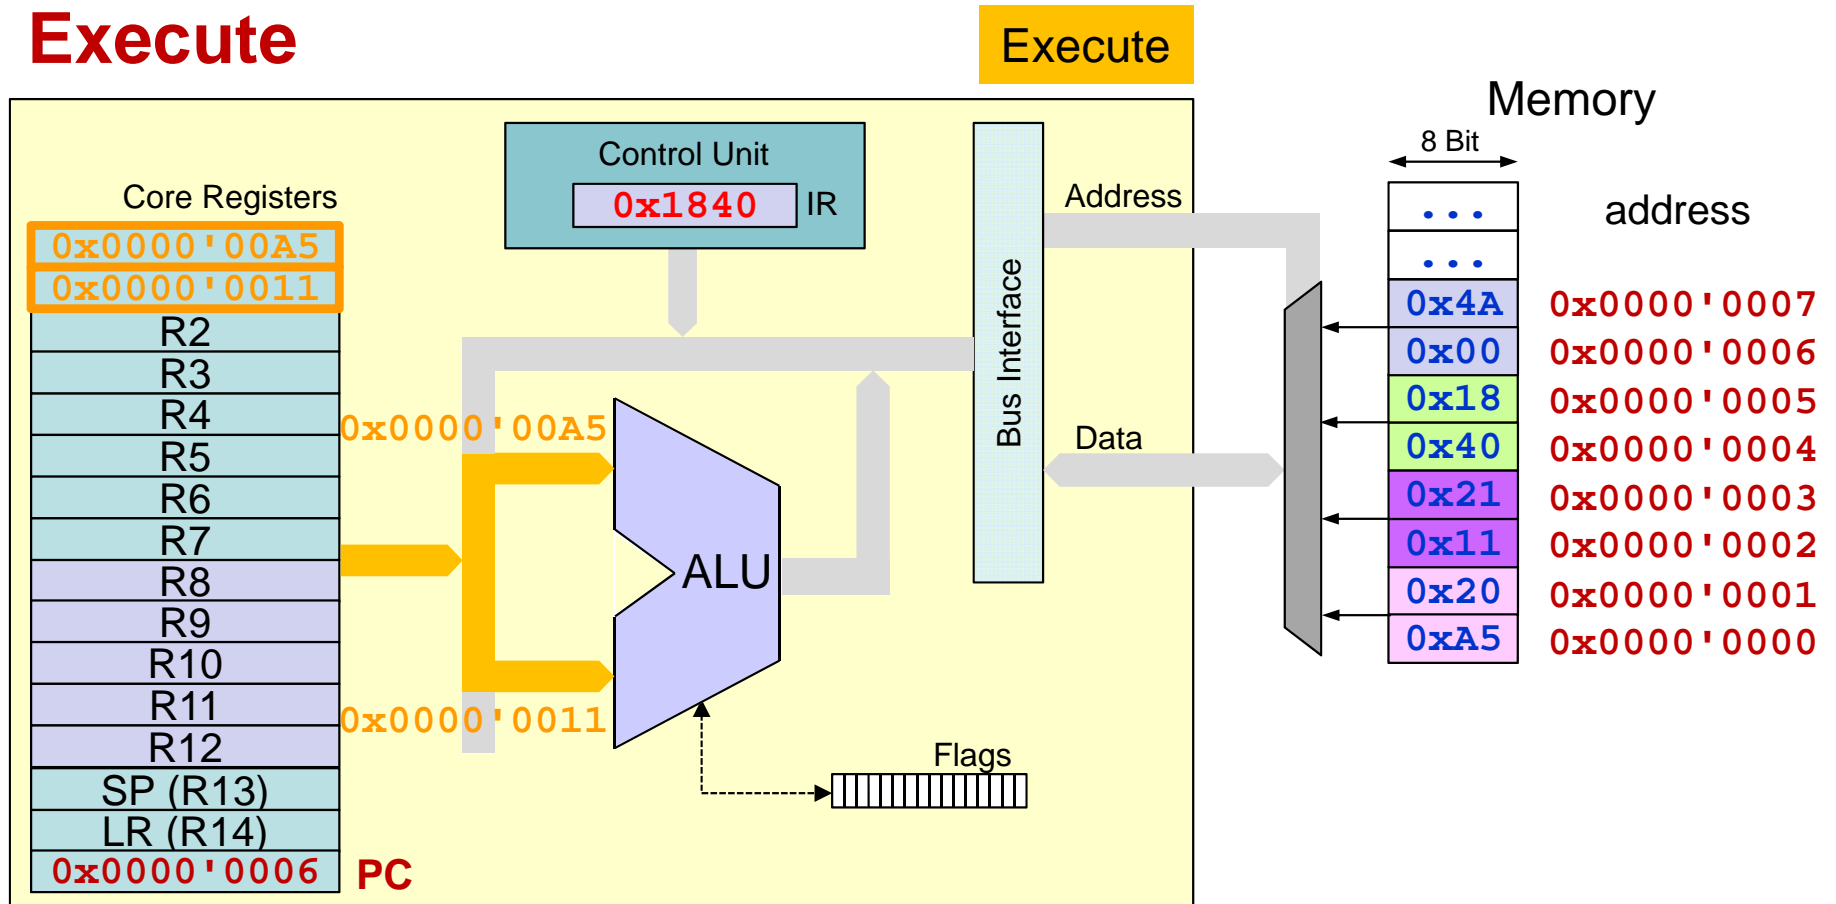 Execute
Execute
Memory
8 Bit
Control Unit
0x1840 IR
Core Registers
Address
address
...
...
0x0000'00A5
0x0000'0011
R2
R3
R4
R5
R6
R7
R8
R9
R10
R11
R12
SP (R13)
LR (R14)
0x0000'0006 PC
0x0000'00A5
0x0000'0011
ALU
Flags
Bus Interface
Data
0x4A 0x0000'0007
0x00 0x0000'0006
0x18 0x0000'0005
0x40 0x0000'0004
0x21 0x0000'0003
0x11 0x0000'0002
0x20 0x0000'0001
0xA5 0x0000'0000